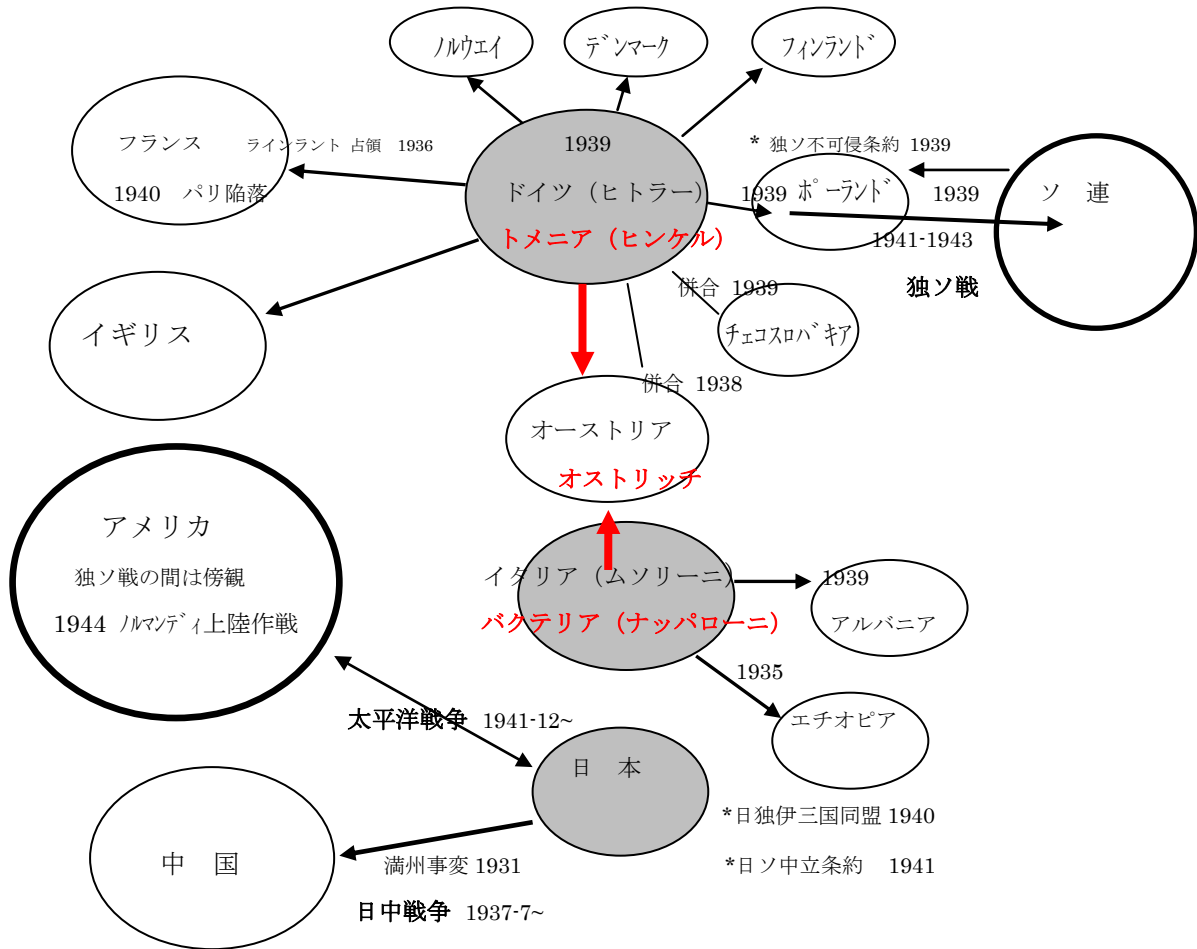 ノルウエイ
デンマーク
フィンランド
フランス
ラインラント 占領 1936
1940 パリ陥落
1939
ドイツ（ヒトラー）
トメニア（ヒンケル）
* 独ソ不可侵条約 1939
1939
ポーランド
1939
ソ 連
1941-1943
独ソ戦
イギリス
併合 1939
チェコスロバキア
併合 1938
オーストリア
オストリッチ
アメリカ
独ソ戦の間は傍観
1944 ノルマンディ上陸作戦
イタリア（ムソリーニ）
バクテリア（ナッパローニ）
1939
アルバニア
1935
エチオピア
太平洋戦争 1941-12~
日 本
*日独伊三国同盟 1940
*日ソ中立条約 1941
中 国
満州事変 1931
日中戦争 1937-7~